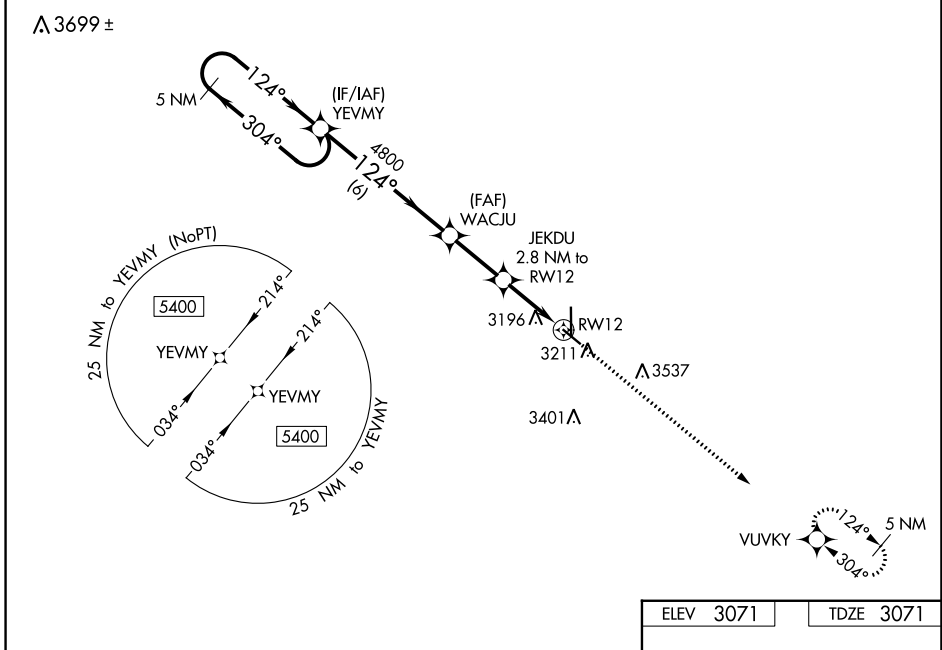 3699 ±
124°
5 NM
304°
(IF/IAF)
YEVMY
4800
124°
(6)
(FAF)
WACJU
JEKDU
2.8 NM to
RW12
3196
RW12
3211
3537
3401
25 NM to YEVMY (NoPT)
5400
214°
YEVMY
034°
214°
YEVMY
5400
034°
25 NM to YEVMY
VUVKY
124°
5 NM
304°
ELEV 3071
TDZE 3071